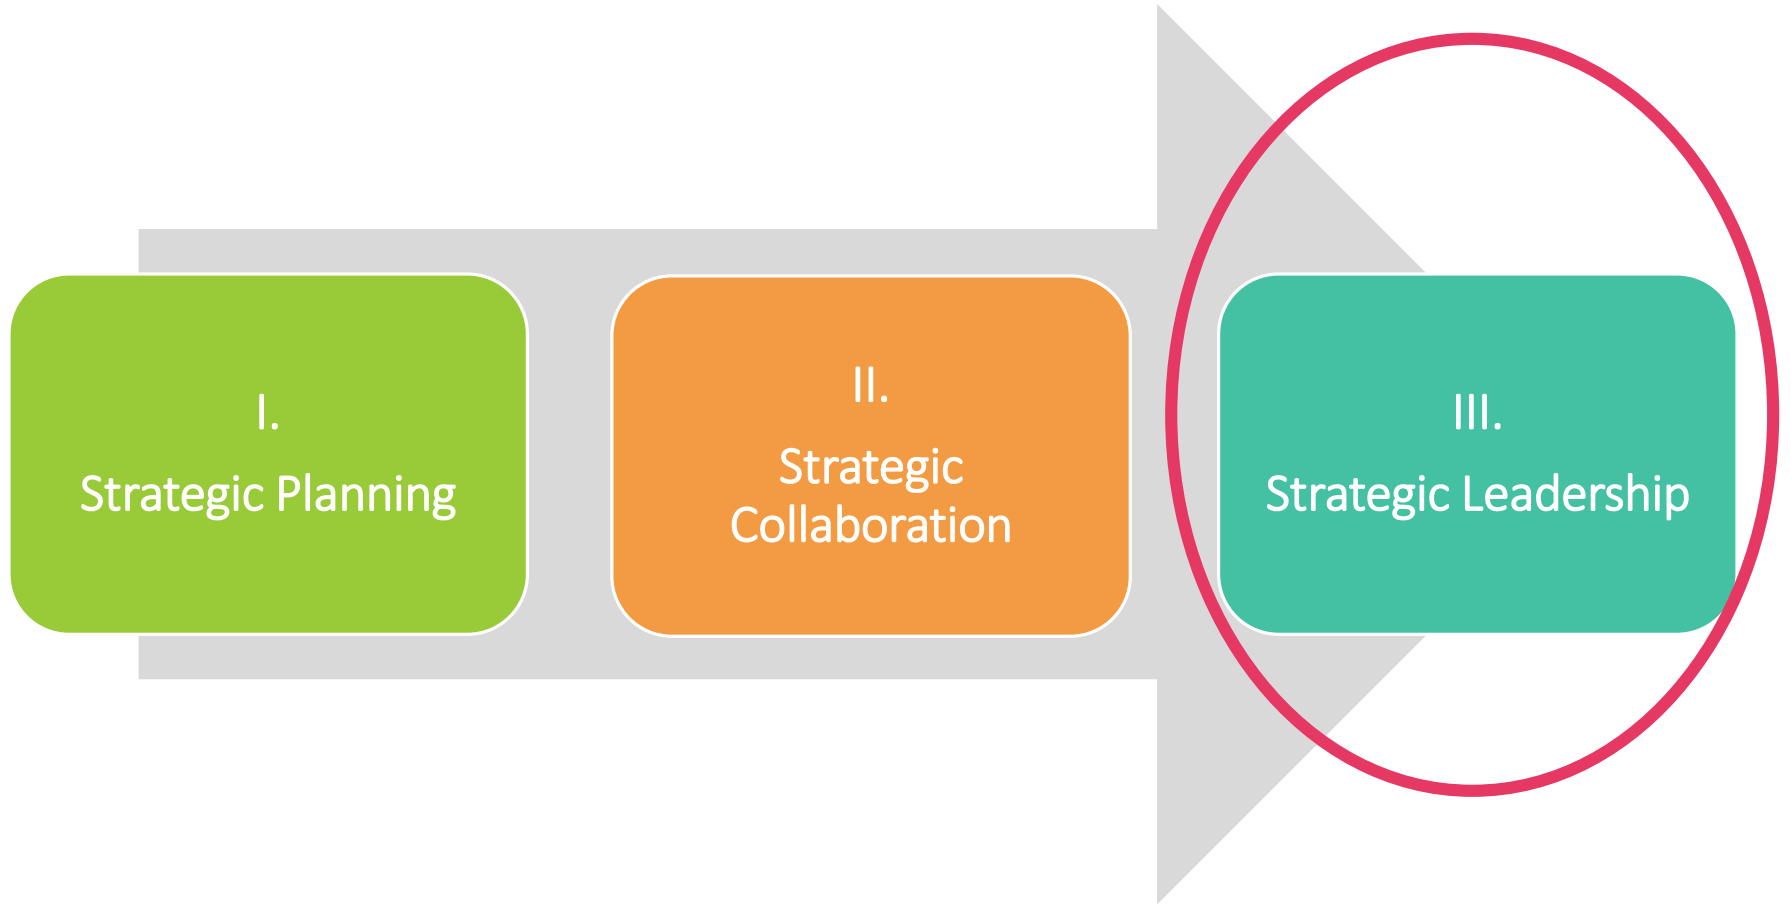 I.
Strategic Planning
II.
Strategic
Collaboration
III.
Strategic Leadership